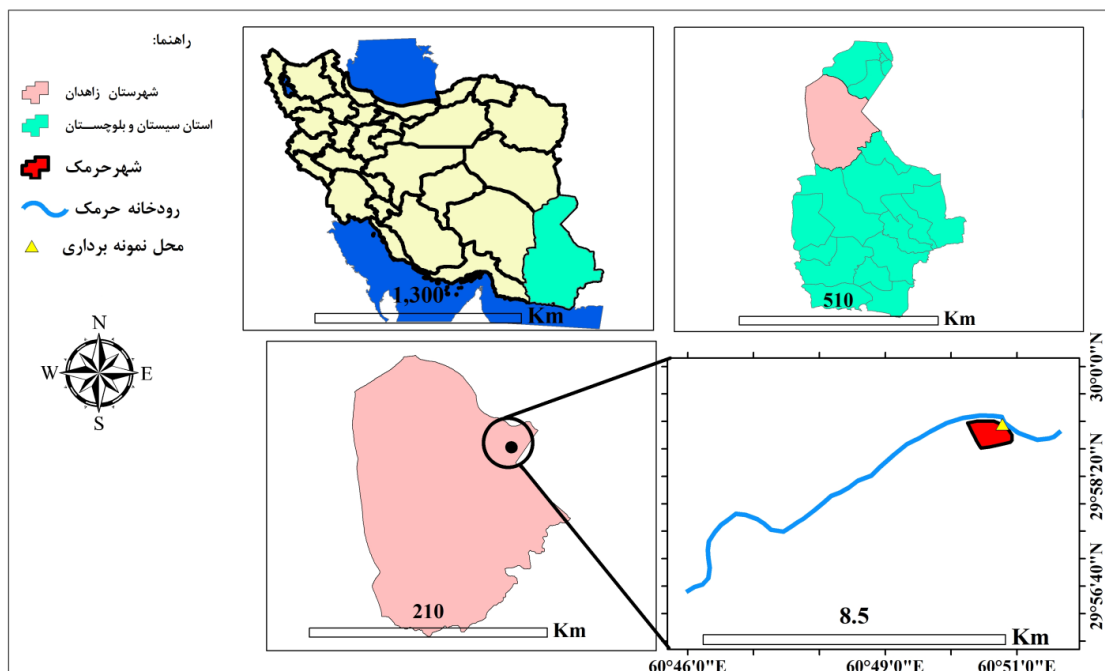 راهنما:
شهرستان زاهدان
استان سیستان و بلوچستان
شهر حرمک
رودخانه حرمک
محل نمونه برداری
N
W E
S
1,300
Km
510
Km
210
Km
8.5
Km
30°0'0"N
29°58'20"N
29°56'40"N
60°46'0"E 60°49'0"E 60°51'0"E